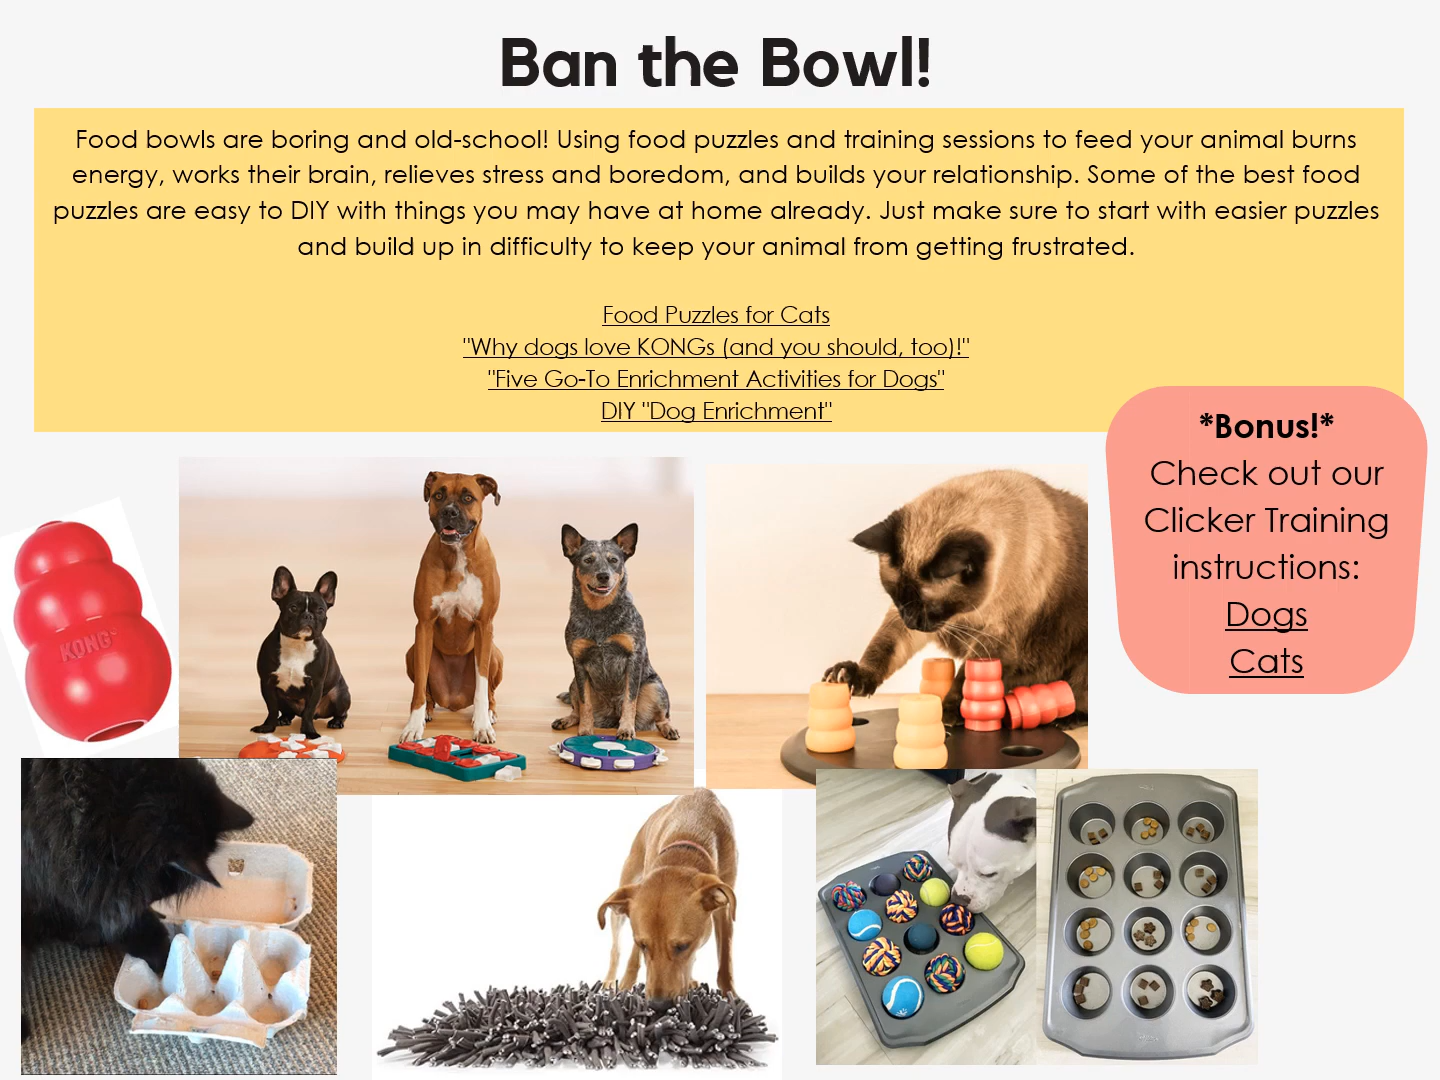 Ban the Bowl!
Food bowls are boring and old-school! Using food puzzles and training sessions to feed your animal burns
energy, works their brain, relieves stress and boredom, and builds your relationship. Some of the best food
puzzles are easy to DIY with things you may have at home already. Just make sure to start with easier puzzles
and build up in difficulty to keep your animal from getting frustrated.
Food Puzzles for Cats
"Why dogs love KONGs (and you should, too)!"
"Five Go-To Enrichment Activities for Dogs"
DIY "Dog Enrichment"
*Bonus!*
Check out our
Clicker Training
instructions:
Dogs
Cats
KONG